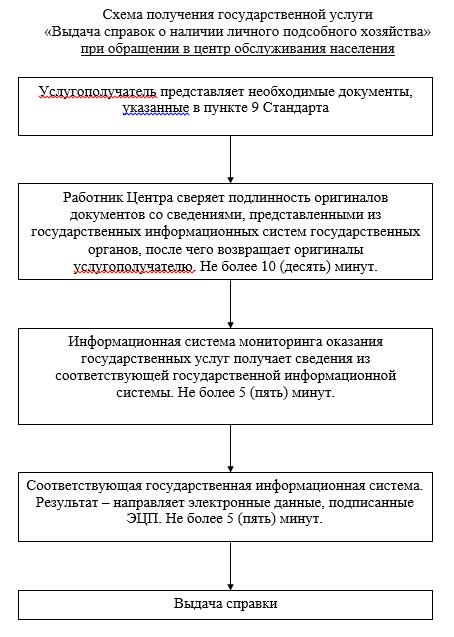 Схема получения государственной услуги
«Выдача справок о наличии личного подсобного хозяйства»
при обращении в центр обслуживания населения
Услугополучатель представляет необходимые документы,
указанные в пункте 9 Стандарта
Работник Центра сверяет подлинность оригиналов
документов со сведениями, представленными из
государственных информационных систем государственных
органов, после чего возвращает оригиналы
услугополучателю. Не более 10 (десять) минут.
Информационная система мониторинга оказания
государственных услуг получает сведения из
соответствующей государственной информационной
системы. Не более 5 (пять) минут.
Соответствующая государственная информационная система.
Результат – направляет электронные данные, подписанные
ЭЦП. Не более 5 (пять) минут.
Выдача справки